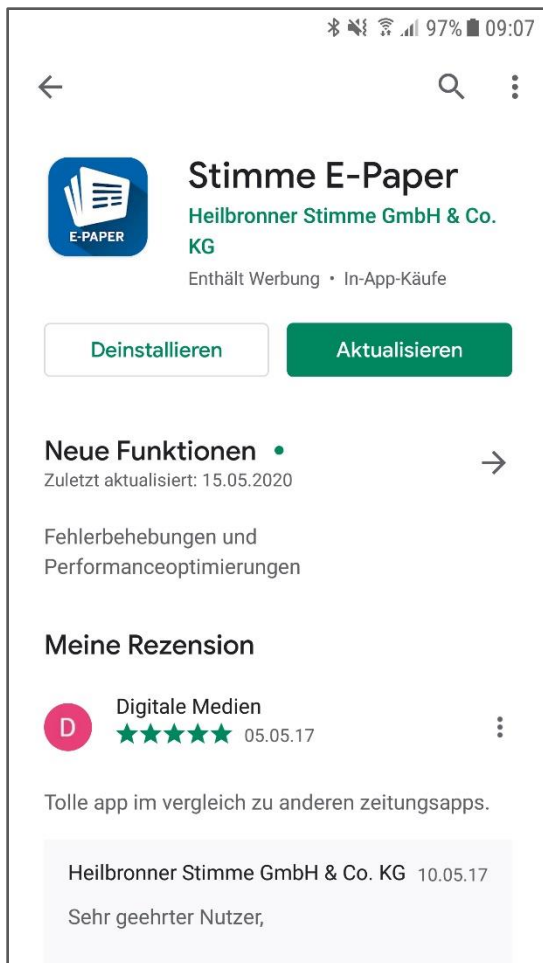 97% 09:07
Stimme E-Paper
E-PAPER
Heilbronner Stimme GmbH & Co.
KG
Enthält Werbung • In-App-Käufe
Deinstallieren
Aktualisieren
Neue Funktionen •
Zuletzt aktualisiert: 15.05.2020
Fehlerbehebungen und
Performanceoptimierungen
Meine Rezension
D
Digitale Medien
05.05.17
Tolle app im vergleich zu anderen zeitungsapps.
Heilbronner Stimme GmbH & Co. KG 10.05.17
Sehr geehrter Nutzer,